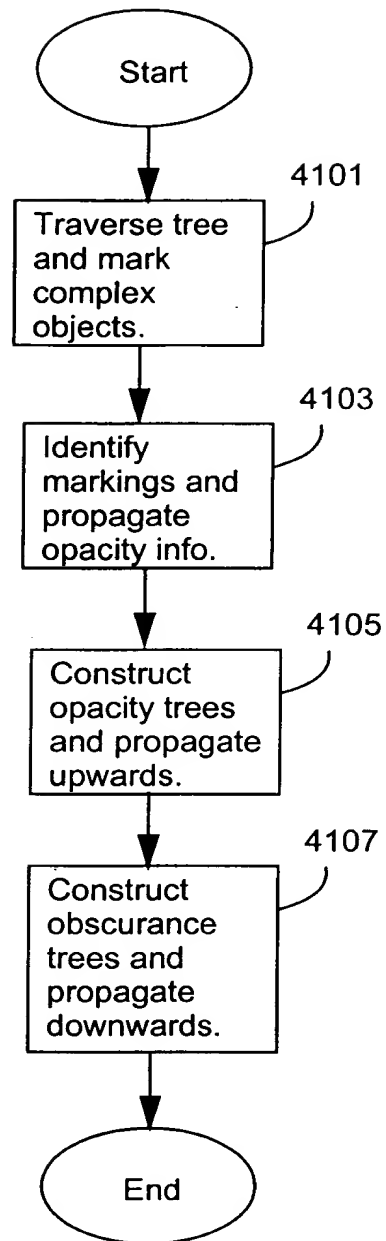 Start
4101
Traverse tree
and mark
complex
objects.
4103
Identify
markings and
propagate
opacity info.
4105
Construct
opacity trees
and propagate
upwards.
4107
Construct
obscurance
trees and
propagate
downwards.
End